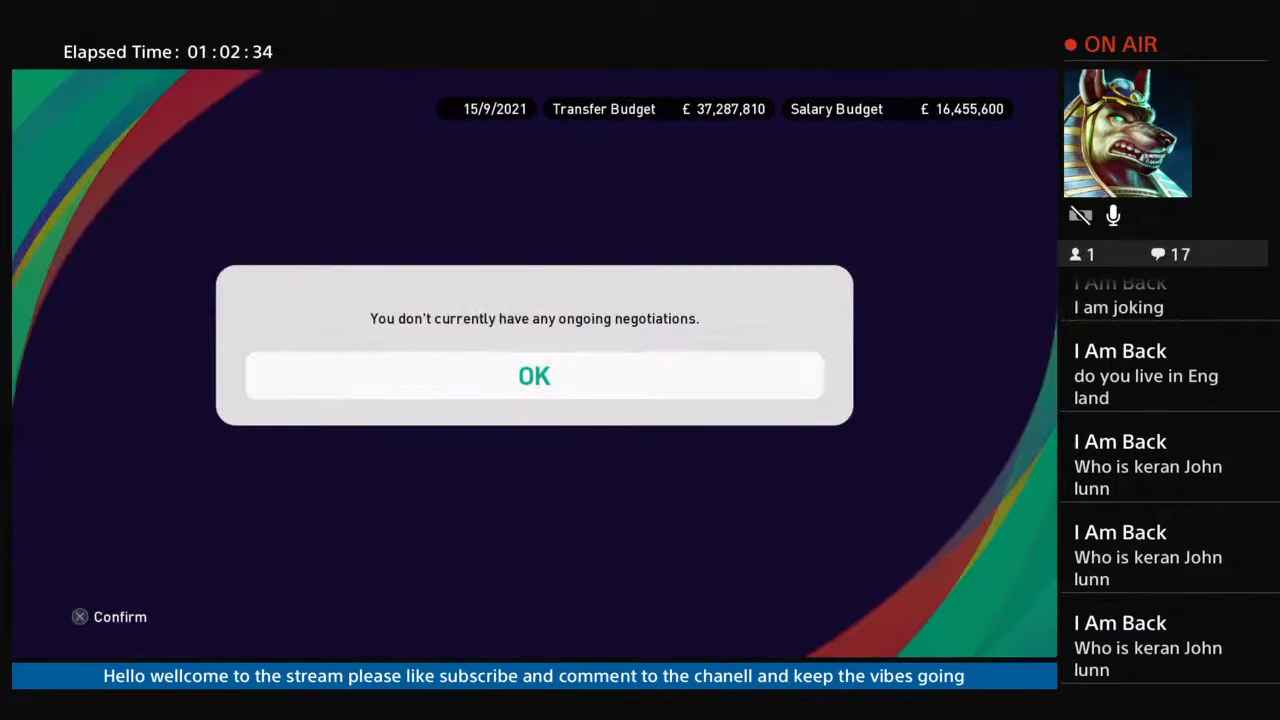 Elapsed Time: 01:02:34
ON AIR
15/9/2021 Transfer Budget £ 37,287,810 Salary Budget £ 16,455,600
You don't currently have any ongoing negotiations.
OK
Confirm
Hello wellcome to the stream please like subscribe and comment to the chanell and keep the vibes going
1 17
I Am Back
I am joking
I Am Back
do you live in Eng
land
I Am Back
Who is keran John
lunn
I Am Back
Who is keran John
lunn
I Am Back
Who is keran John
lunn